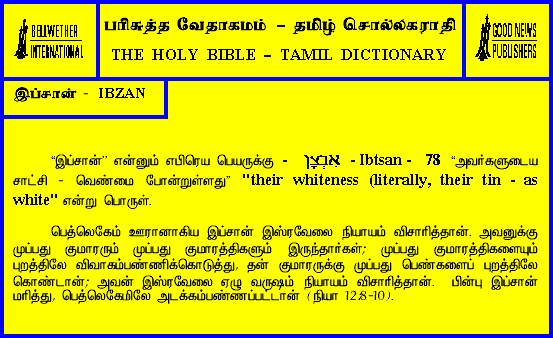 BELLWETHER
INTERNATIONAL
பரிசுத்த வேதாகமம் – தமிழ் சொல்லகராதி
THE HOLY BIBLE – TAMIL DICTIONARY
GOOD NEWS
PUBLISHERS
இப்சான் - IBZAN
“இப்சான்” என்னும் எபிரெய பெயருக்கு - אִבְצָן - Ibtsan - 78 “அவர்களுடைய
சாட்சி - வெண்மை போன்றுள்ளது” "their whiteness (literally, their tin - as
white" என்று பொருள்.
பெத்லெகேம் ஊரானாகிய இப்சான் இஸ்ரவேலை நியாயம் விசாரித்தான். அவனுக்கு
முப்பது குமாரரும் முப்பது குமாரத்திகளும் இருந்தார்கள்; முப்பது குமாரத்திகளையும்
புறத்திலே விவாகம்பண்ணிக்கொடுத்து, தன் குமாரருக்கு முப்பது பெண்களைப் புறத்திலே
கொண்டான்; அவன் இஸ்ரவேலை ஏழு வருஷம் நியாயம் விசாரித்தான். பின்பு இப்சான்
மரித்து, பெத்லெகேமிலே அடக்கம்பண்ணப்பட்டான் (நியா 12:8-10).